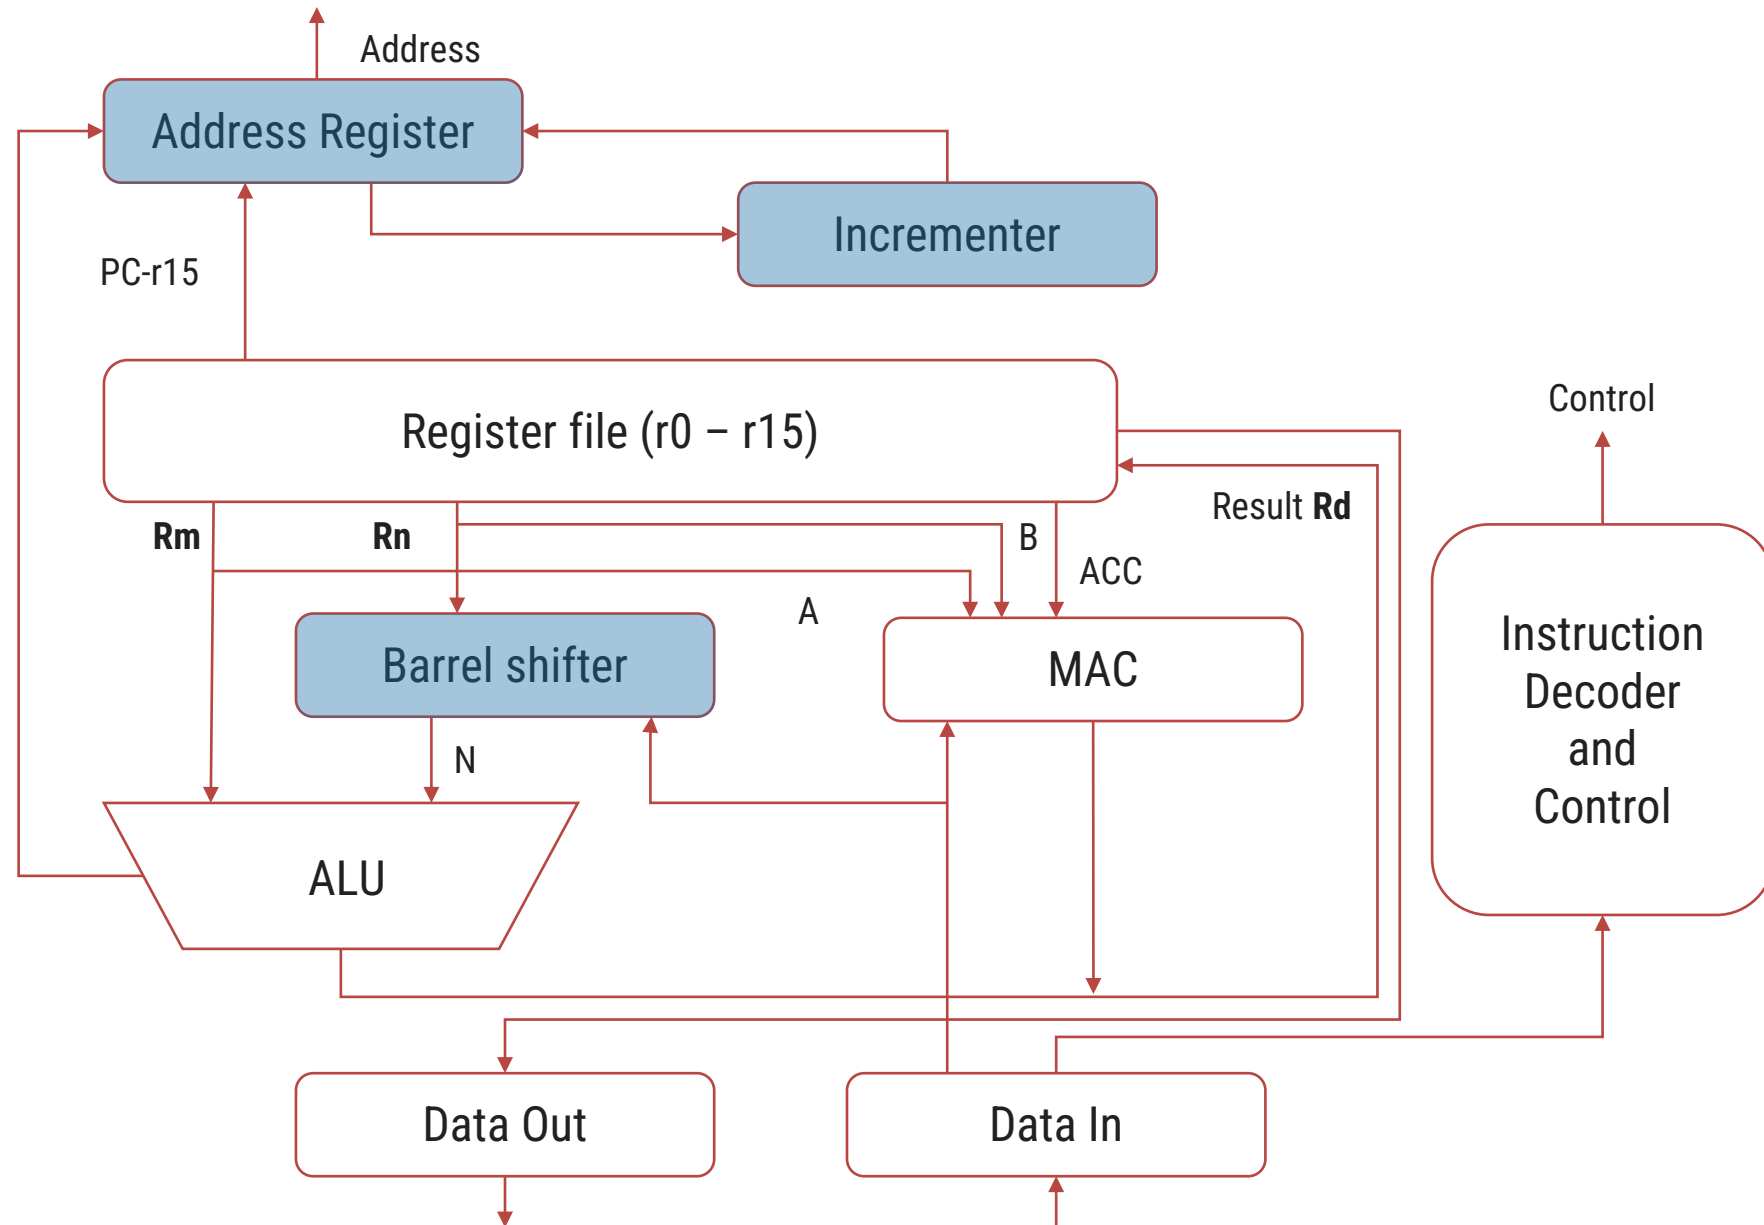 Address
Address Register
Incrementer
PC-r15
Register file (r0 – r15)
Control
Result Rd
Rm
Rn
B
ACC
A
Barrel shifter
MAC
Instruction
Decoder
and
Control
N
ALU
Data Out
Data In